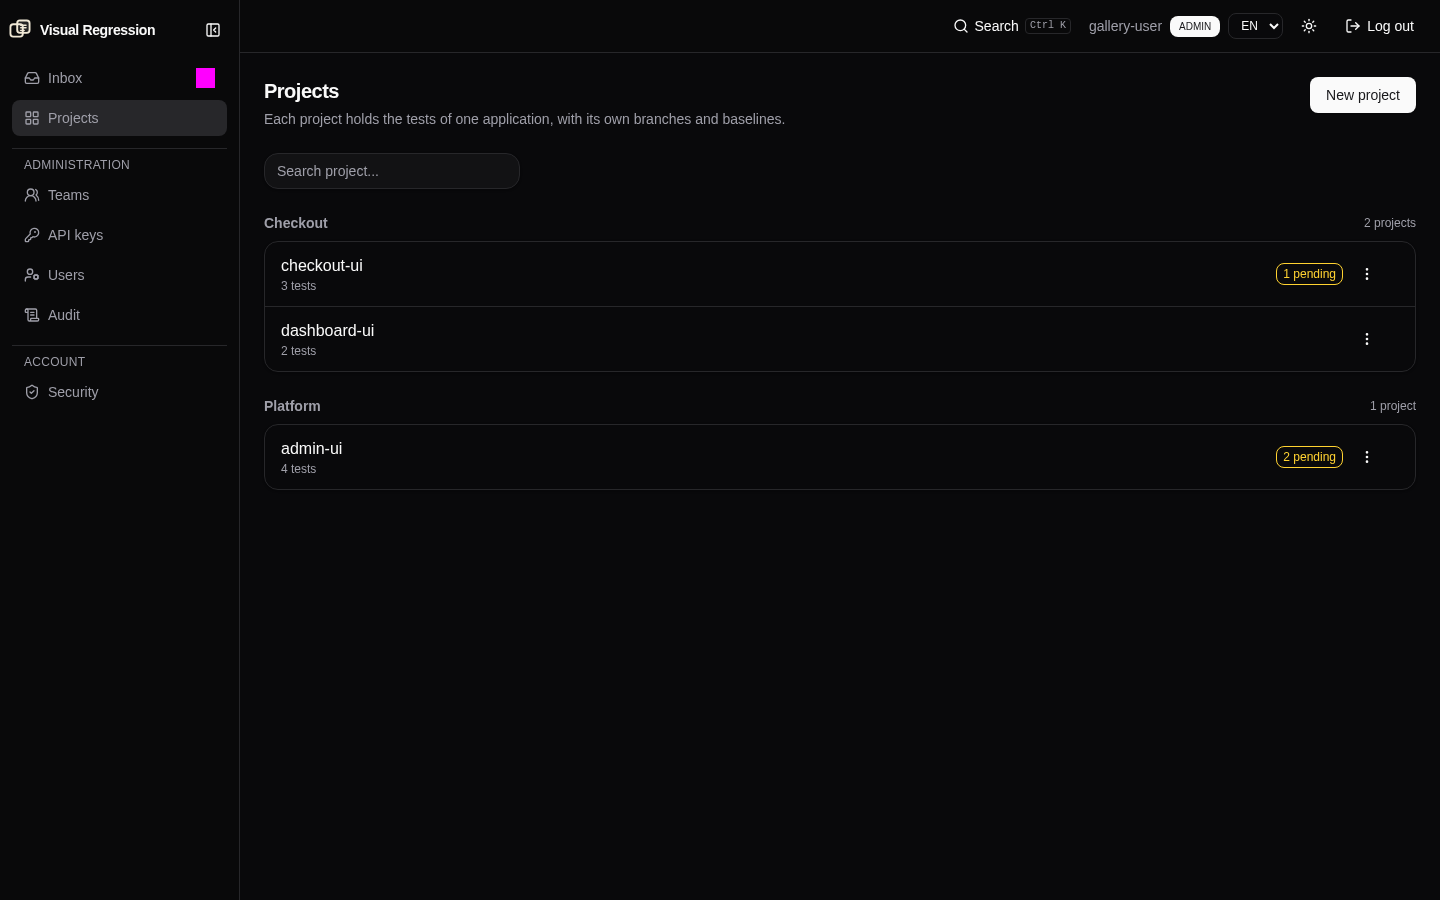 Visual Regression
Search Ctrl K gallery-user ADMIN EN Log out
Inbox
Projects
ADMINISTRATION
Teams
API keys
Users
Audit
ACCOUNT
Security
Projects
New project
Each project holds the tests of one application, with its own branches and baselines.
Search project...
Checkout 2 projects
checkout-ui
3 tests
1 pending
dashboard-ui
2 tests
Platform 1 project
admin-ui
4 tests
2 pending